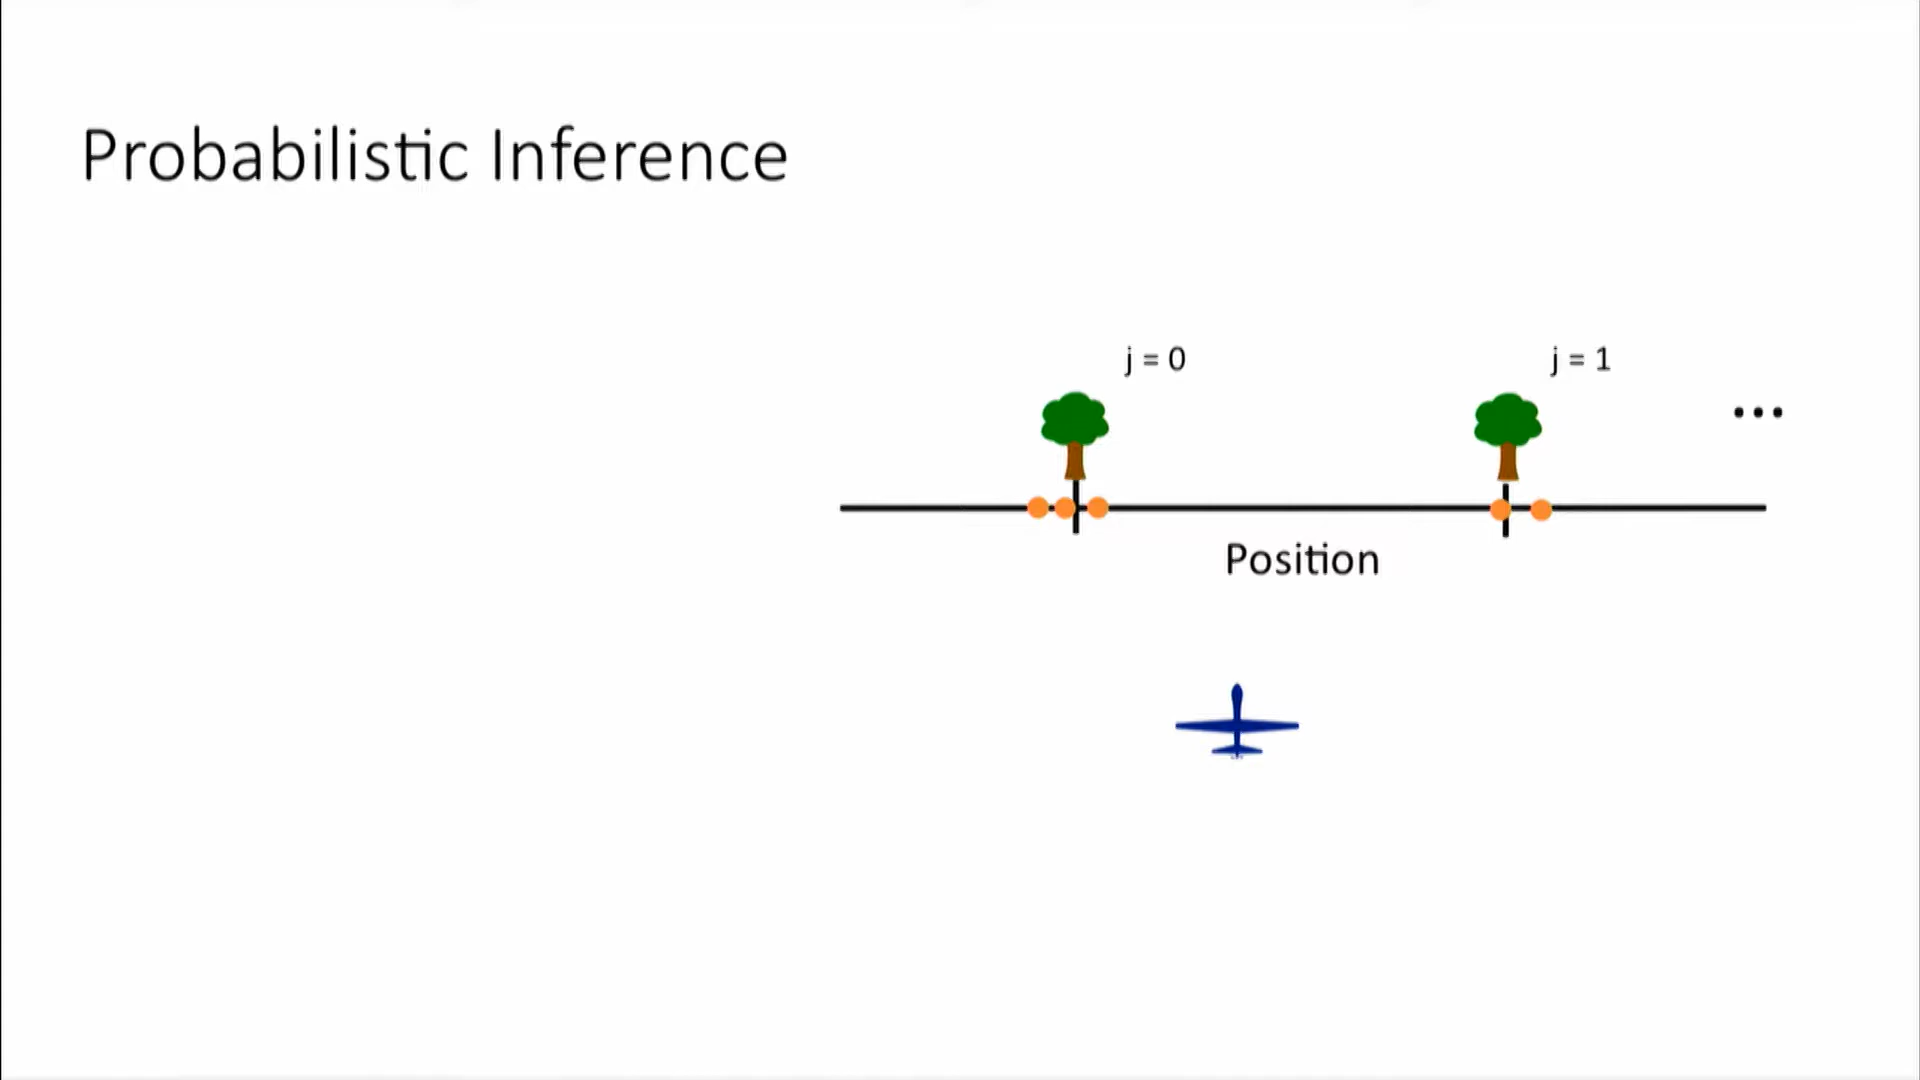 Probabilistic Inference
j = 0
j = 1
...
Position